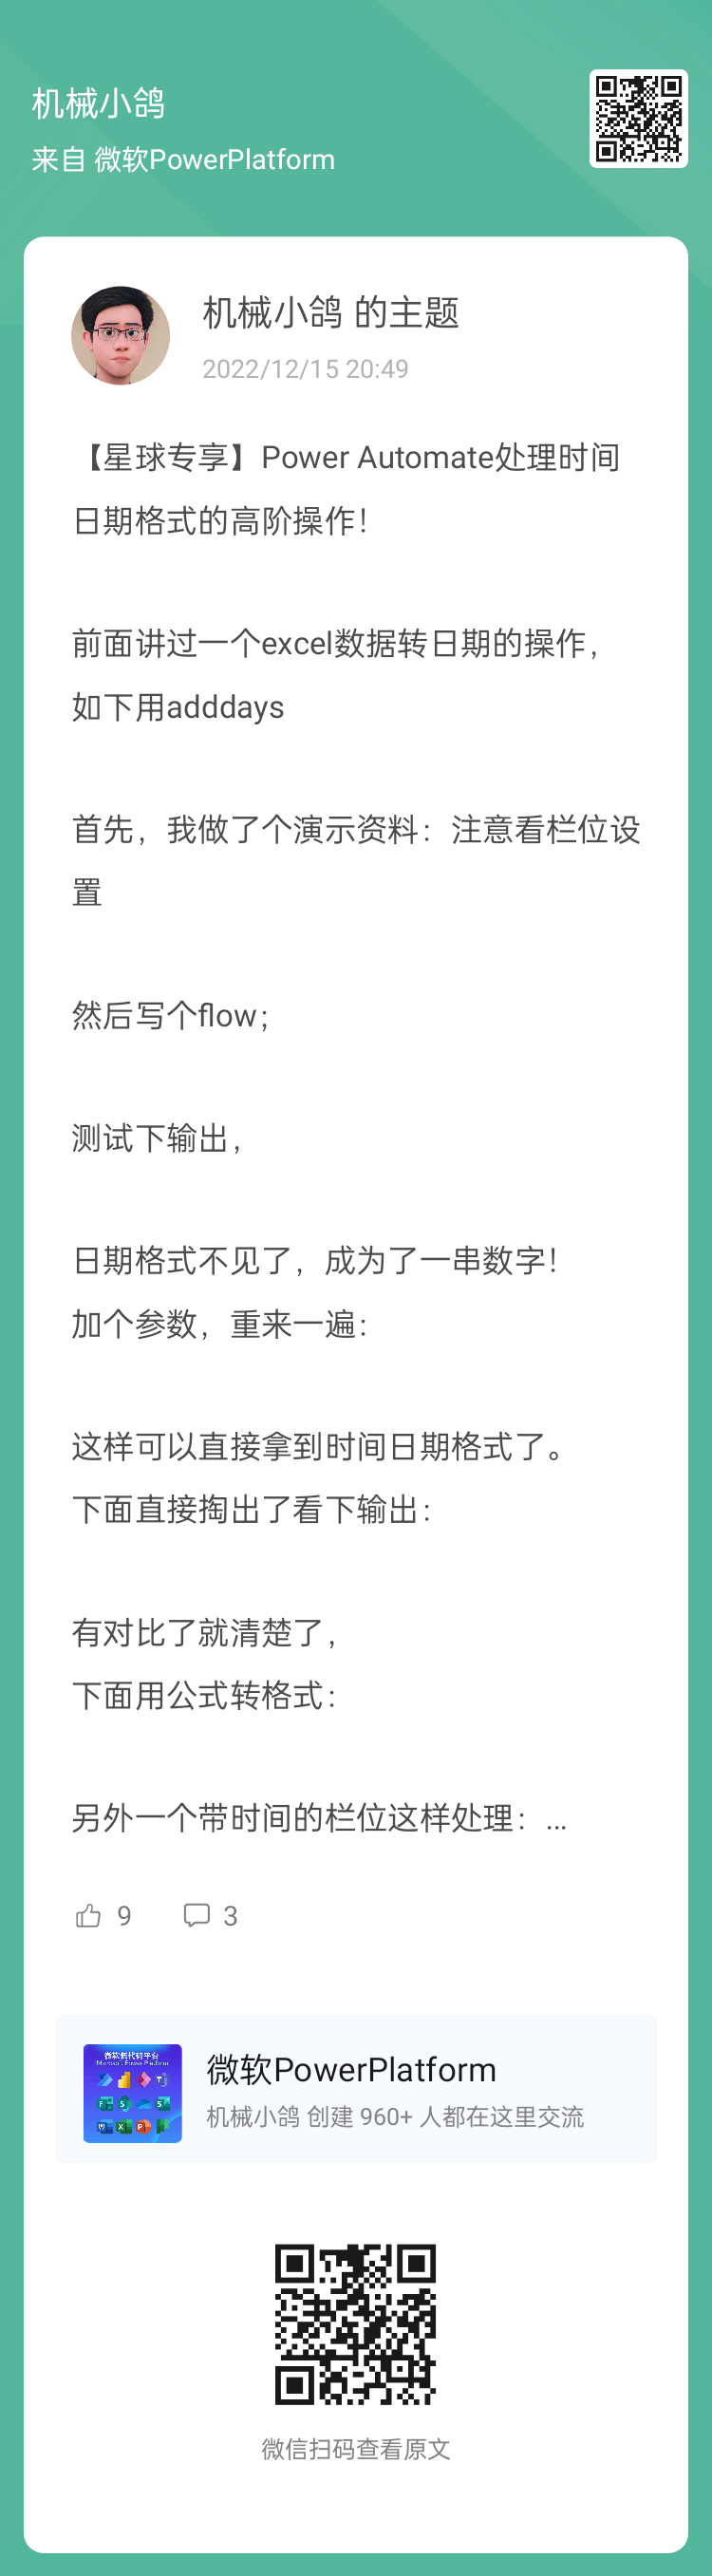 机械小鸽
来自 微软PowerPlatform
机械小鸽 的主题
2022/12/15 20:49
【星球专享】Power Automate处理时间
日期格式的高阶操作！
前面讲过一个excel数据转日期的操作，
如下用adddays
首先，我做了个演示资料：注意看栏位设
置
然后写个flow；
测试下输出，
日期格式不见了，成为了一串数字！
加个参数，重来一遍：
这样可以直接拿到时间日期格式了。
下面直接掏出了看下输出：
有对比了就清楚了，
下面用公式转格式：
另外一个带时间的栏位这样处理：...
9
3
微软低代码平台
Microsoft Power Platform
微软PowerPlatform
机械小鸽 创建 960+ 人都在这里交流
微信扫码查看原文